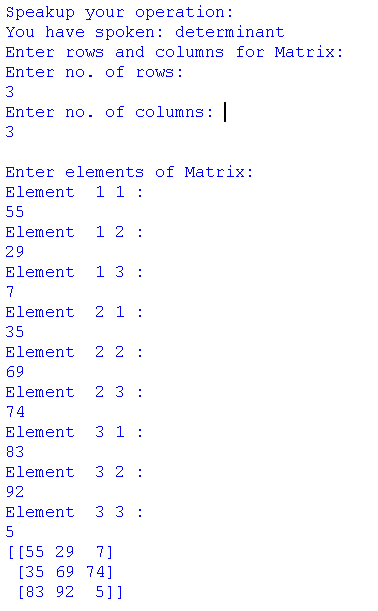 Speakup your operation:
You have spoken: determinant
Enter rows and columns for Matrix:
Enter no. of rows:
3
Enter no. of columns:
3
Enter elements of Matrix:
Element  1 1 :
55
Element  1 2 :
29
Element  1 3 :
7
Element  2 1 :
35
Element  2 2 :
69
Element  2 3 :
74
Element  3 1 :
83
Element  3 2 :
92
Element  3 3 :
5
[[55 29  7]
 [35 69 74]
 [83 92  5]]